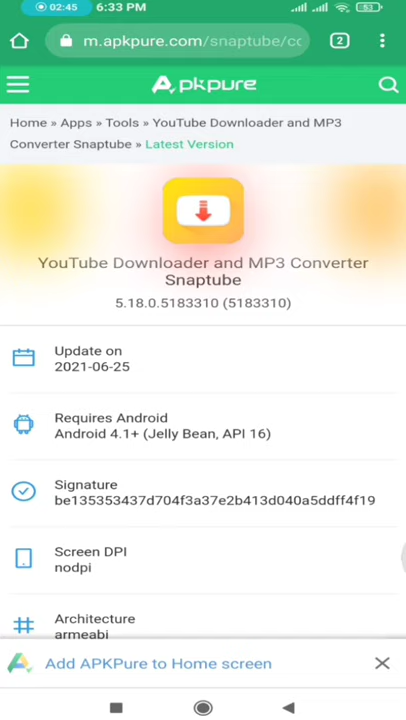 02:45 6:33 PM 53
m.apkpure.com/snaptube/co 2
Apkpure
Home » Apps » Tools » YouTube Downloader and MP3
Converter Snaptube » Latest Version
YouTube Downloader and MP3 Converter
Snaptube
5.18.0.5183310 (5183310)
Update on
2021-06-25
Requires Android
Android 4.1+ (Jelly Bean, API 16)
Signature
be135353437d704f3a37e2b413d040a5ddff4f19
Screen DPI
nodpi
Architecture
armeabi
Add APKPure to Home screen